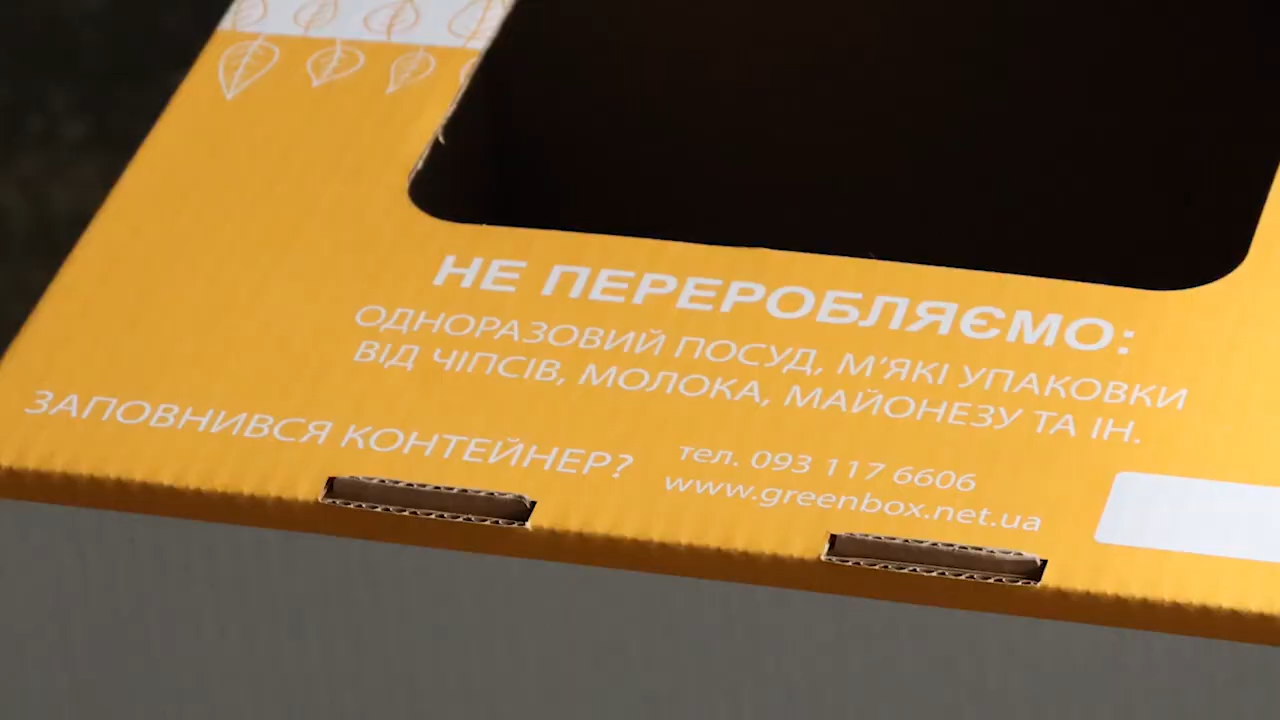 НЕ ПЕРЕРОБЛЯЄМО:
ОДНОРАЗОВИЙ ПОСУД, М'ЯКІ УПАКОВКИ
ВІД ЧІПСІВ, МОЛОКА, МАЙОНЕЗУ ТА ІН.
ЗАПОВНИВСЯ КОНТЕЙНЕР?
тел. 093 117 6606
www.greenbox.net.ua